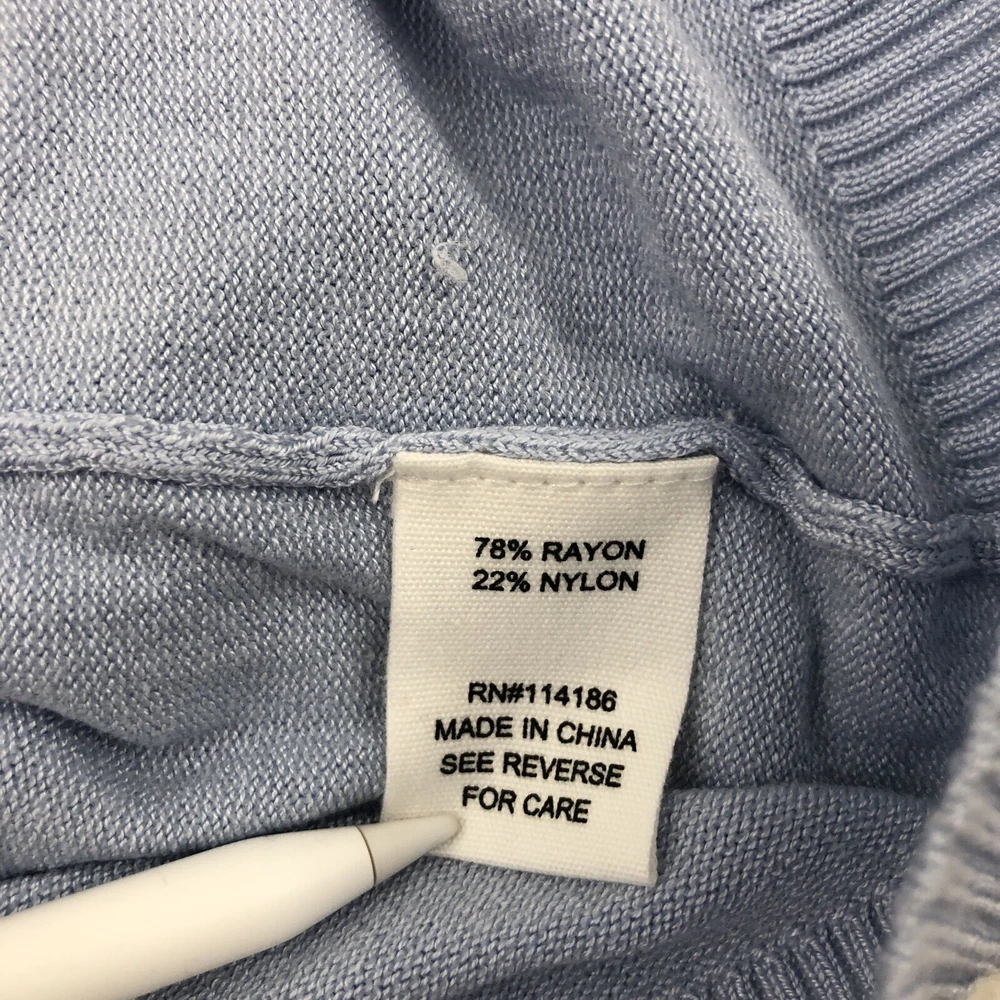 78% RAYON
22% NYLON
RN#114186
MADE IN CHINA
SEE REVERSE
FOR CARE